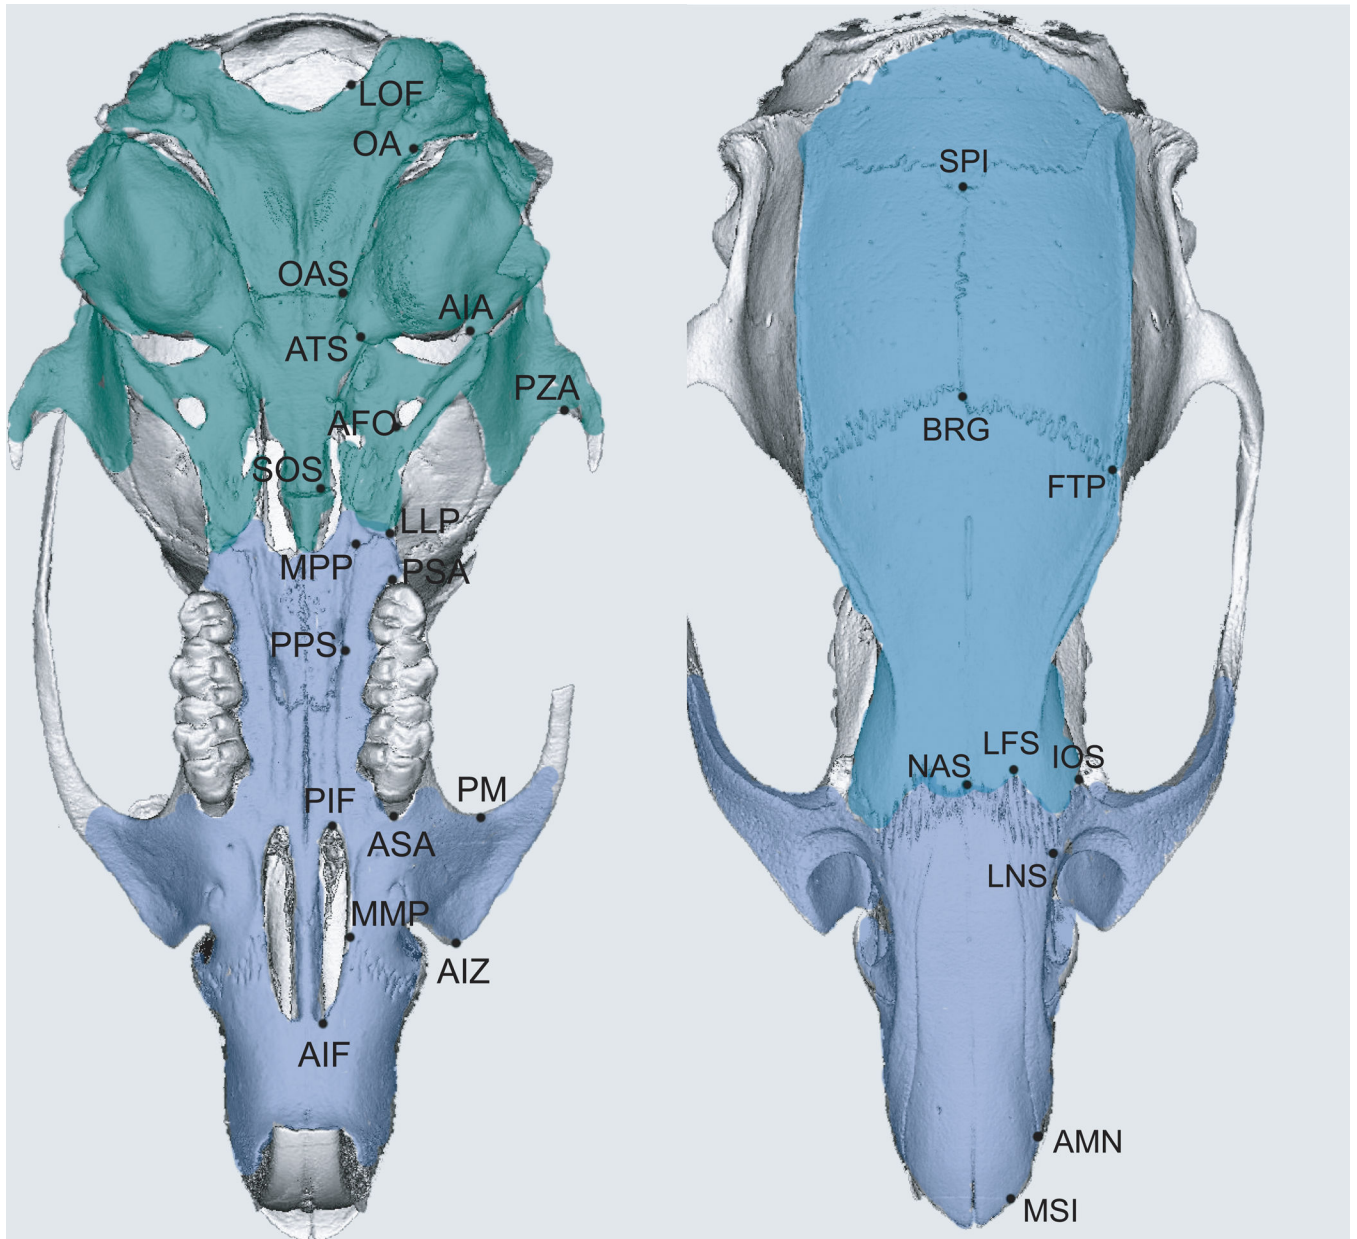 LOF
OA
OAS
AIA
ATS
PZA
AFO
SOS
LLP
MPP
PSA
PPS
PM
PIF
ASA
MMP
AIZ
AIF
SPI
BRG
FTP
LFS
IOS
NAS
LNS
AMN
MSI